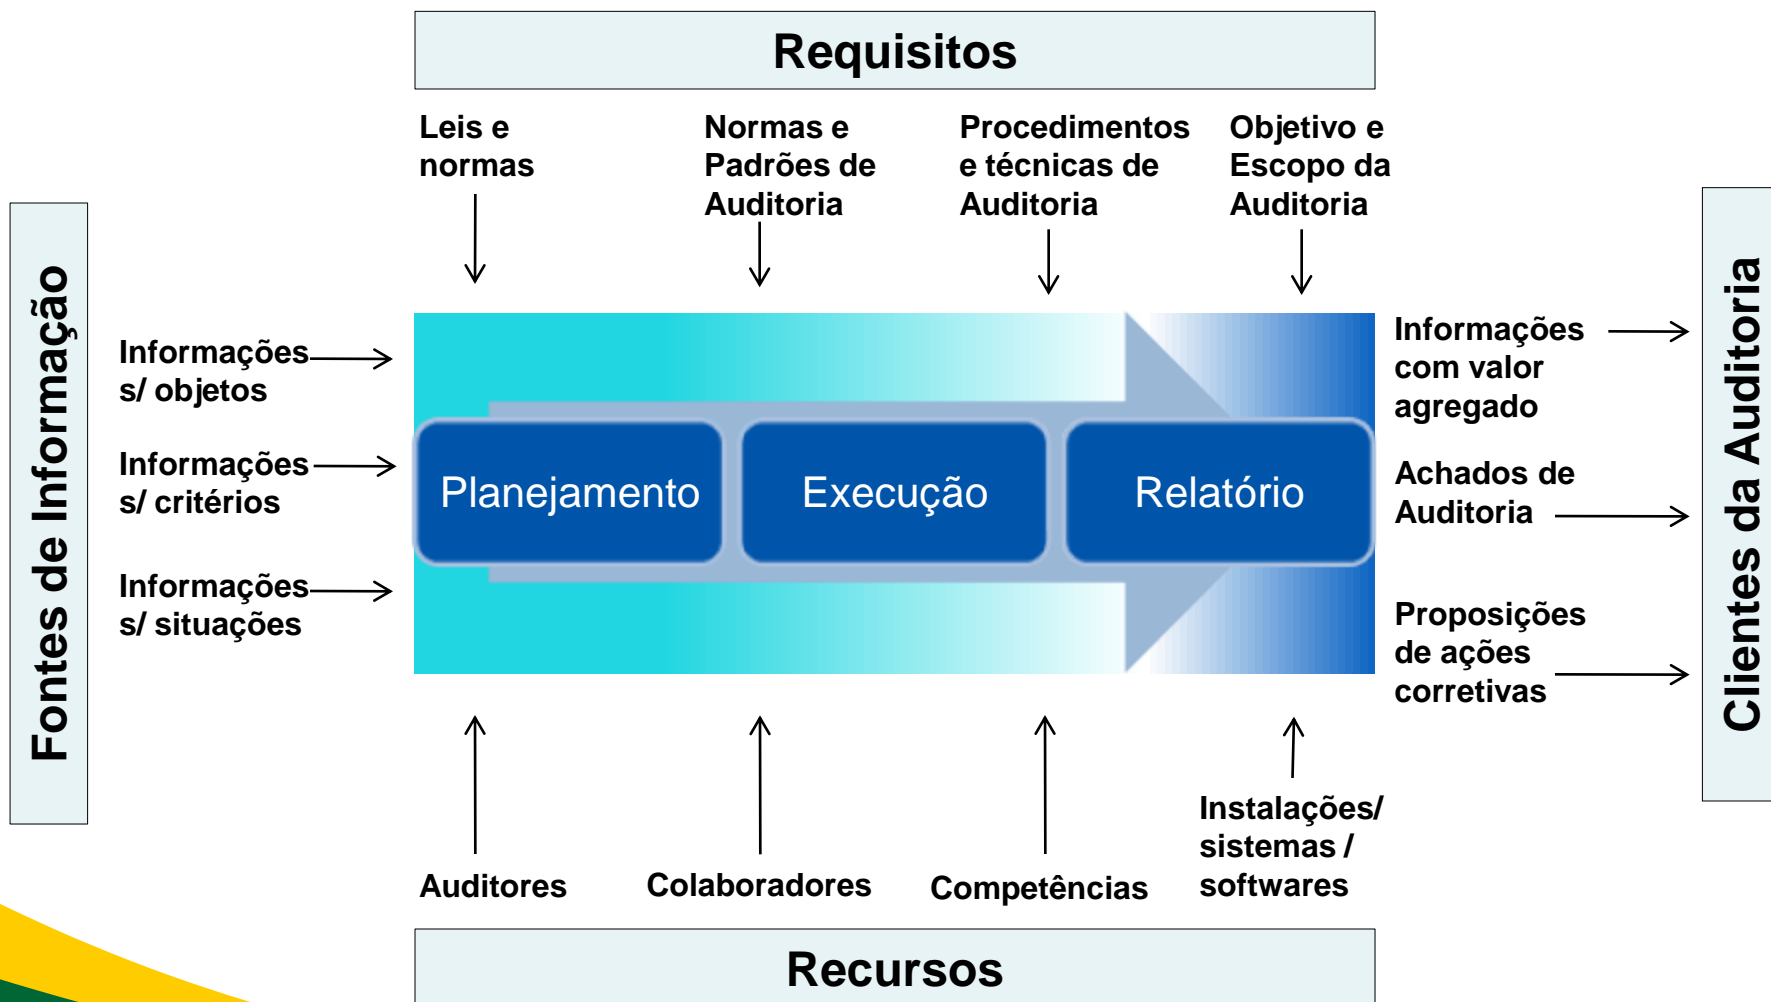 Requisitos
Leis e
normas
Normas e
Padrões de
Auditoria
Procedimentos
e técnicas de
Auditoria
Objetivo e
Escopo da
Auditoria
Fontes de Informação
Informações
s/ objetos
Informações
s/ critérios
Informações
s/ situações
Planejamento
Execução
Relatório
Informações
com valor
agregado
Achados de
Auditoria
Proposições
de ações
corretivas
Clientes da Auditoria
Auditores
Colaboradores
Competências
Instalações/
sistemas /
softwares
Recursos